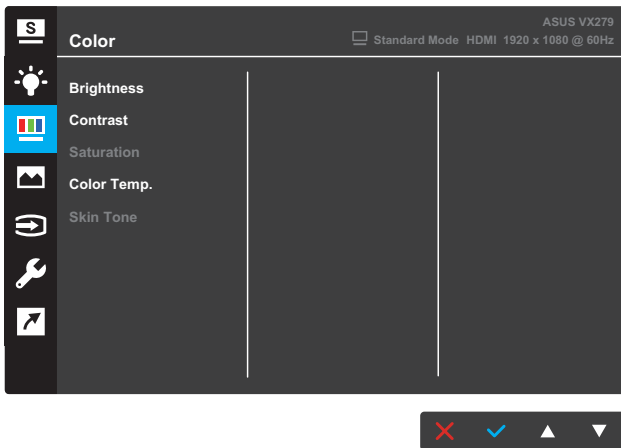 S
ASUS VX279
Color
Standard Mode HDMI 1920 x 1080 @ 60Hz
Brightness
Contrast
Saturation
Color Temp.
Skin Tone